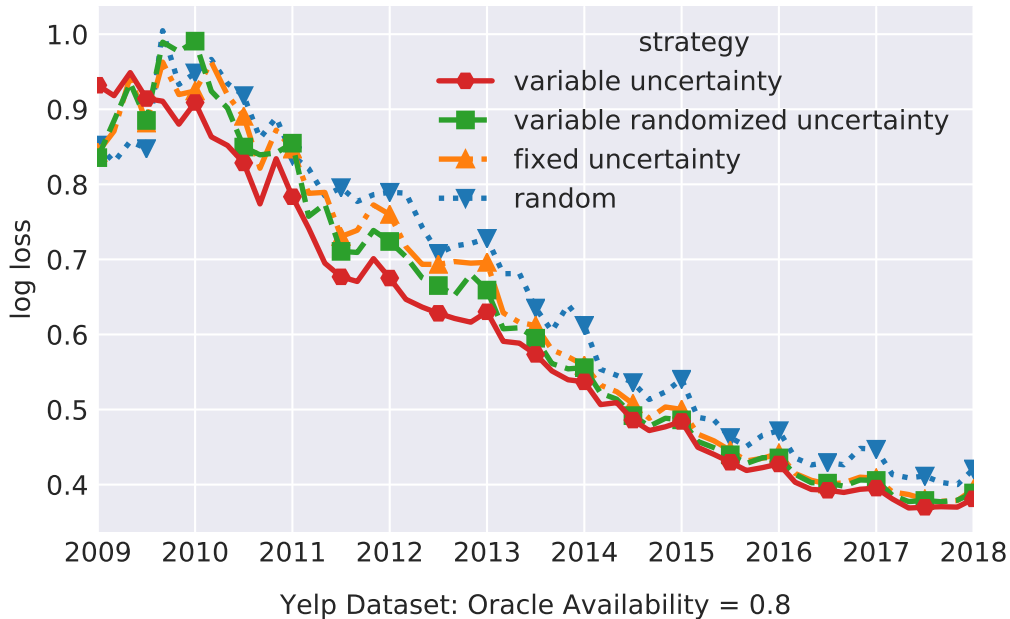 1.0
0.9
0.8
0.7
0.6
0.5
0.4
log loss
strategy
variable uncertainty
variable randomized uncertainty
fixed uncertainty
random
2009 2010 2011 2012 2013 2014 2015 2016 2017 2018
Yelp Dataset: Oracle Availability = 0.8